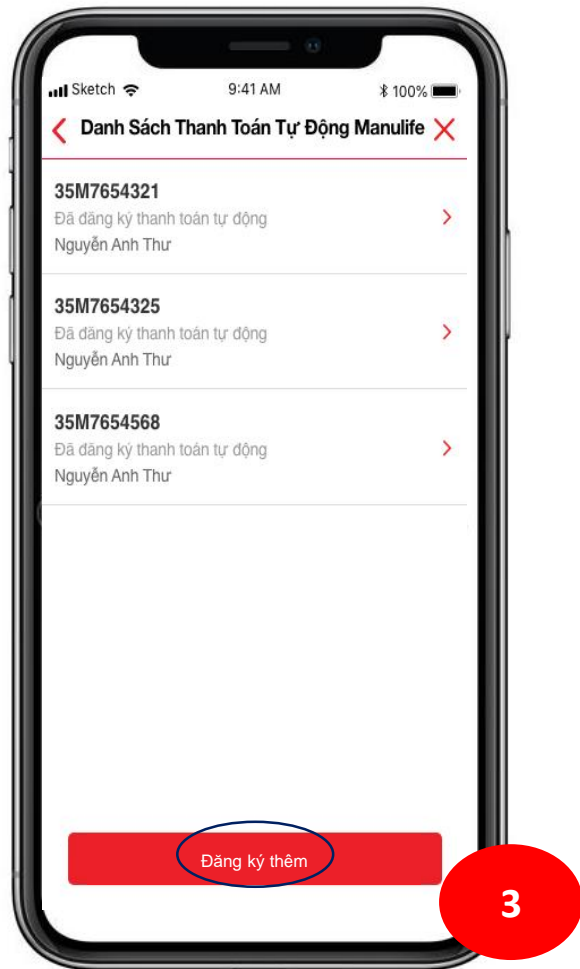 Sketch 9:41 AM 100%
Danh Sách Thanh Toán Tự Động Manulife
35M7654321
Đã đăng ký thanh toán tự động
Nguyễn Anh Thư
35M7654325
Đã đăng ký thanh toán tự động
Nguyễn Anh Thư
35M7654568
Đã đăng ký thanh toán tự động
Nguyễn Anh Thư
Đăng ký thêm
3